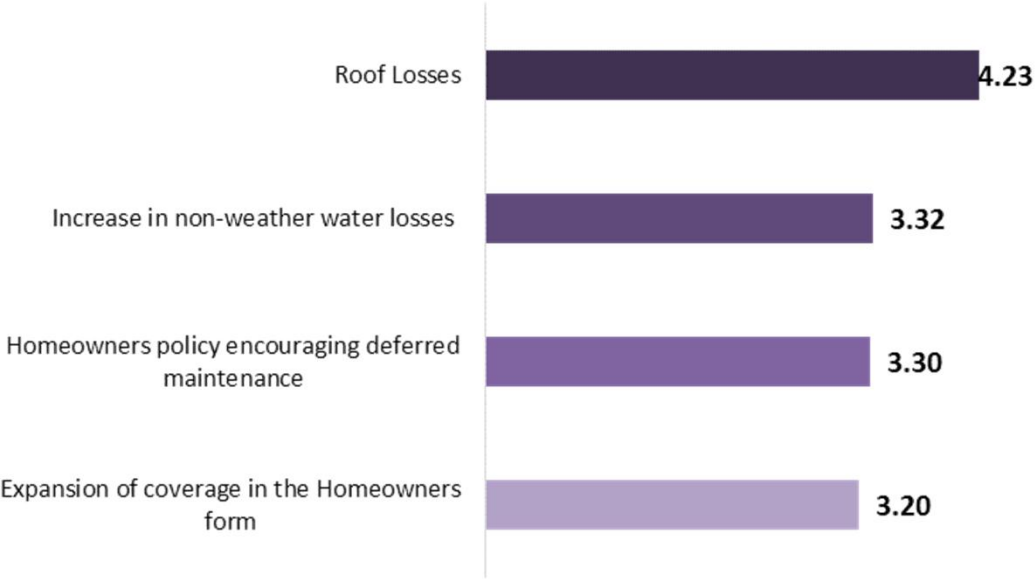 Roof Losses
4.23
Increase in non-weather water losses
3.32
Homeowners policy encouraging deferred
maintenance
3.30
Expansion of coverage in the Homeowners
form
3.20